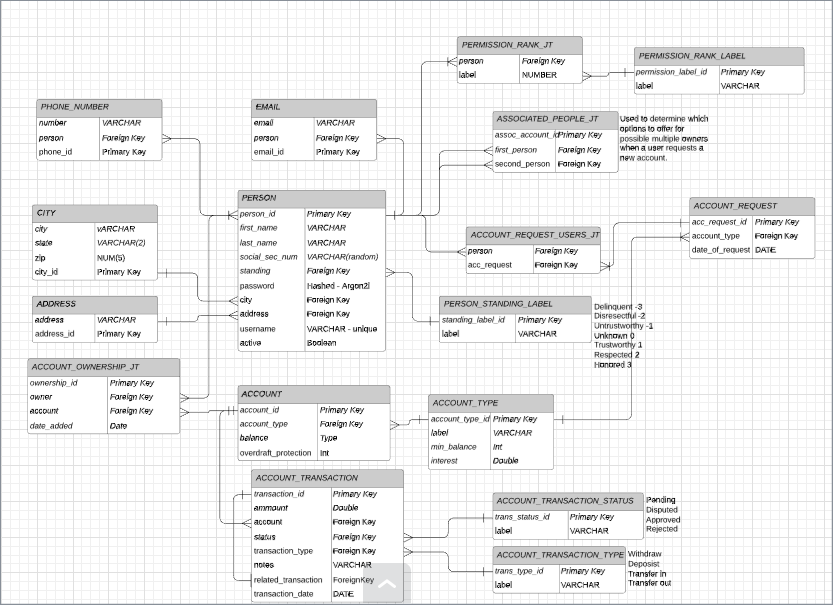 PERMISSION_RANK_JT
person Foreign Key
label NUMBER
PERMISSION_RANK_LABEL
permission_label_id Primary Key
label VARCHAR
PHONE_NUMBER
number VARCHAR
person Foreign Key
phone_id Primary Key
EMAIL
email VARCHAR
person Foreign Key
email_id Primary Key
ASSOCIATED_PEOPLE_JT
assoc_account_id Primary Key
first_person Foreign Key
second_person Foreign Key
Used to determine which
options to offer for
possible multiple owners
when a user requests a
new account.
PERSON
person_id Primary Key
first_name VARCHAR
last_name VARCHAR
social_sec_num VARCHAR(random)
standing Foreign Key
password Hashed - Argon2i
city Foreign Key
address Foreign Key
username VARCHAR - unique
active Boolean
CITY
city vARCHAR
state VARCHAR(2)
zip NUM(5)
city_id Primary Key
ADDRESS
address VARCHAR
address_id Primary Key
ACCOUNT_REQUEST
acc_request_id Primary Key
account_type Foreign Key
date_of_request DATE
ACCOUNT_REQUEST_USERS_JT
person Foreign Key
acc_request Foreign Key
PERSON_STANDING_LABEL
standing_label_id Primary Key
label VARCHAR
Delinquent -3
Disresectful -2
Untrustworthy -1
Unknown 0
Trustworthy 1
Respected 2
Honored 3
ACCOUNT_OWNERSHIP_JT
ownership_id Primary Key
owner Foreign Key
account Foreign Key
date_added Date
ACCOUNT
account_id Primary Key
account_type Foreign Key
balance Type
overdraft_protection Int
ACCOUNT_TYPE
account_type_id Primary Key
label VARCHAR
min_balance Int
interest Double
ACCOUNT_TRANSACTION
transaction_id Primary Key
ammount Double
account Foreign Key
status Foreign Key
transaction_type Foreign Key
notes VARCHAR
related_transaction ForeignKey
transaction_date DATE
ACCOUNT_TRANSACTION_STATUS
trans_status_id Primary Key
label VARCHAR
Pending
Disputed
Approved
Rejected
ACCOUNT_TRANSACTION_TYPE
trans_type_id Primary Key
label VARCHAR
Withdraw
Deposist
Transfer in
Transfer out